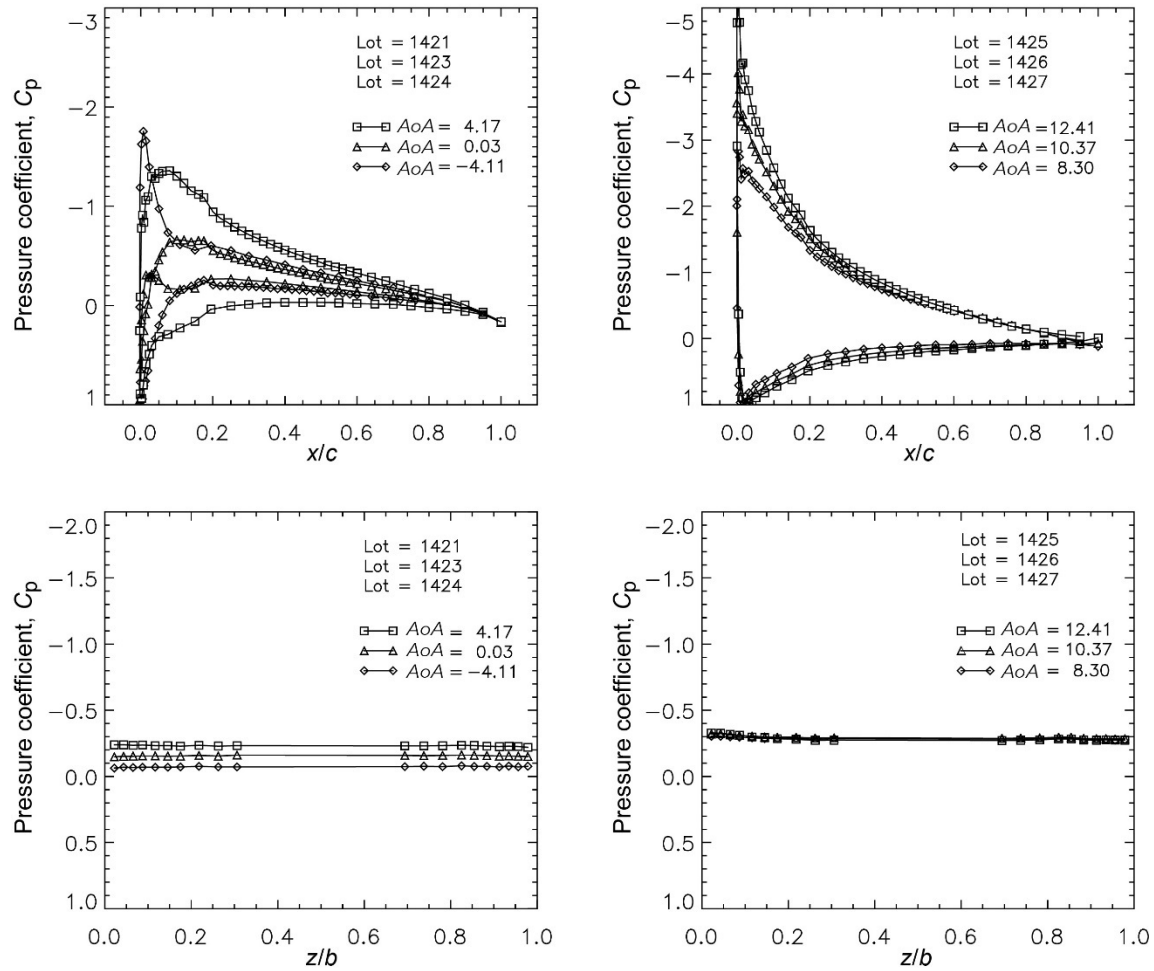 Pressure coefficient, Cp
−3
−2
−1
0
1
Lot = 1421
Lot = 1423
Lot = 1424
AoA = 4.17
AoA = 0.03
AoA = −4.11
0.0 0.2 0.4 0.6 0.8 1.0
x/c
Pressure coefficient, Cp
−5
−4
−3
−2
−1
0
1
Lot = 1425
Lot = 1426
Lot = 1427
AoA = 12.41
AoA = 10.37
AoA = 8.30
0.0 0.2 0.4 0.6 0.8 1.0
x/c
Pressure coefficient, Cp
−2.0
−1.5
−1.0
−0.5
0.0
0.5
1.0
Lot = 1421
Lot = 1423
Lot = 1424
AoA = 4.17
AoA = 0.03
AoA = −4.11
0.0 0.2 0.4 0.6 0.8 1.0
z/b
Pressure coefficient, Cp
−2.0
−1.5
−1.0
−0.5
0.0
0.5
1.0
Lot = 1425
Lot = 1426
Lot = 1427
AoA = 12.41
AoA = 10.37
AoA = 8.30
0.0 0.2 0.4 0.6 0.8 1.0
z/b